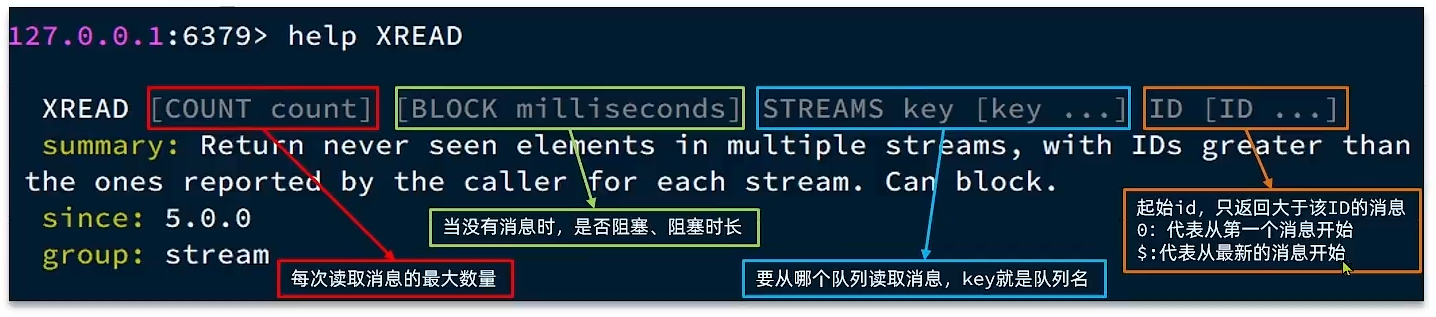 127.0.0.1:6379> help XREAD
XREAD [COUNT count] [BLOCK milliseconds] STREAMS key [key ...] ID [ID ...]
summary: Return never seen elements in multiple streams, with IDs greater than
the ones reported by the caller for each stream. Can block.
since: 5.0.0
group: stream
当没有消息时，是否阻塞、阻塞时长
每次读取消息的最大数量
要从哪个队列读取消息，key就是队列名
起始id，只返回大于该ID的消息
0: 代表从第一个消息开始
$:代表从最新的消息开始